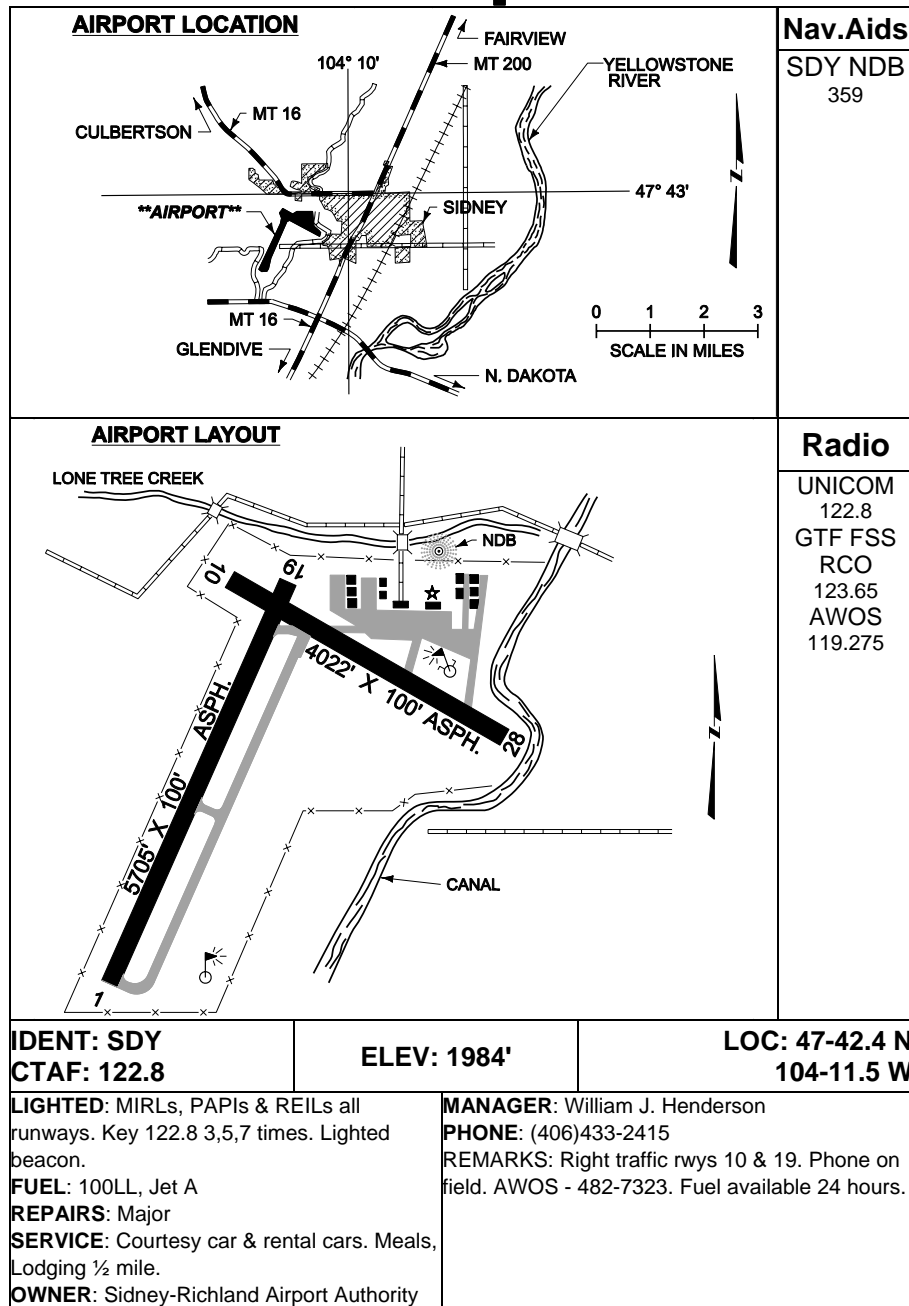 AIRPORT LOCATION
FAIRVIEW
104° 10'
MT 200
YELLOWSTONE
RIVER
MT 16
CULBERTSON
47° 43'
**AIRPORT**
SIDNEY
N
0 1 2 3
SCALE IN MILES
MT 16
GLENDIVE
N. DAKOTA
Nav.Aids
SDY NDB
359
AIRPORT LAYOUT
LONE TREE CREEK
NDB
10
19
4022' X 100' ASPH.
28
5705' X 100' ASPH.
N
CANAL
1
Radio
UNICOM
122.8
GTF FSS
RCO
123.65
AWOS
119.275
IDENT: SDY
CTAF: 122.8
ELEV: 1984'
LOC: 47-42.4 N
104-11.5 W
LIGHTED: MIRLs, PAPIs & REILs all
runways. Key 122.8 3,5,7 times. Lighted
beacon.
FUEL: 100LL, Jet A
REPAIRS: Major
SERVICE: Courtesy car & rental cars. Meals,
Lodging ½ mile.
OWNER: Sidney-Richland Airport Authority
MANAGER: William J. Henderson
PHONE: (406)433-2415
REMARKS: Right traffic rwys 10 & 19. Phone on
field. AWOS - 482-7323. Fuel available 24 hours.